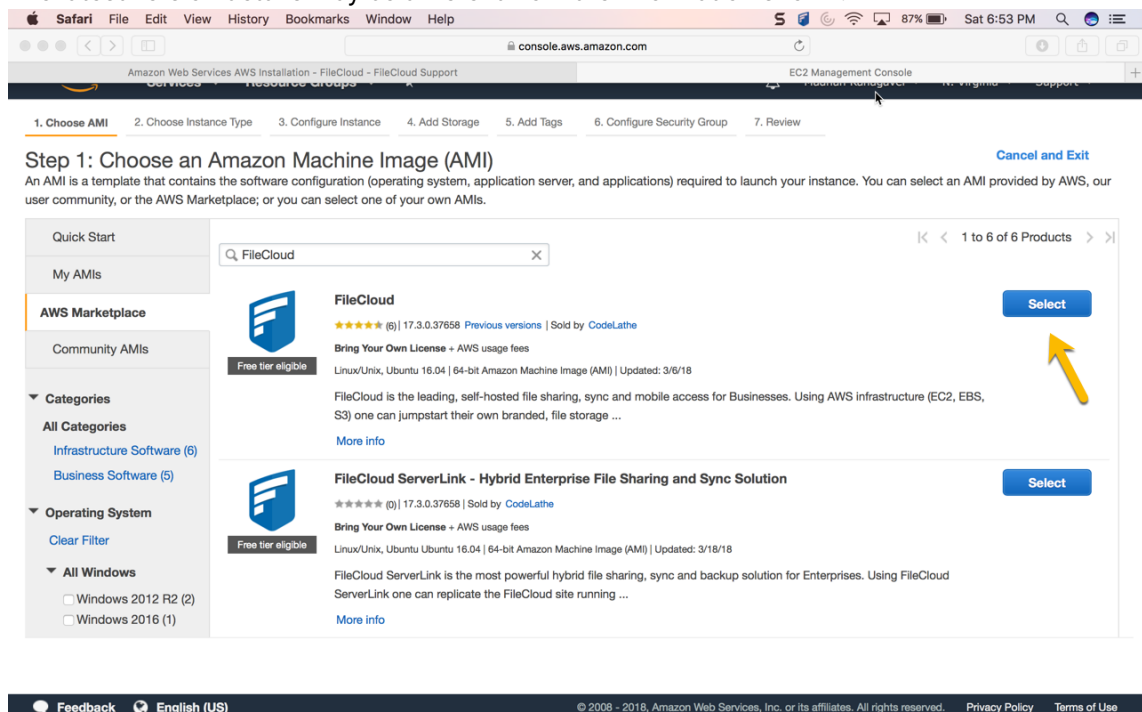 Safari File Edit View History Bookmarks Window Help 87% Sat 6:53 PM
console.aws.amazon.com
Amazon Web Services AWS Installation - FileCloud - FileCloud Support EC2 Management Console +
Services Resource Groups N. Virginia Support
1. Choose AMI 2. Choose Instance Type 3. Configure Instance 4. Add Storage 5. Add Tags 6. Configure Security Group 7. Review
Step 1: Choose an Amazon Machine Image (AMI)
Cancel and Exit
An AMI is a template that contains the software configuration (operating system, application server, and applications) required to launch your instance. You can select an AMI provided by AWS, our
user community, or the AWS Marketplace; or you can select one of your own AMIs.
Quick Start
My AMIs
AWS Marketplace
Community AMIs
Categories
All Categories
Infrastructure Software (6)
Business Software (5)
Operating System
Clear Filter
All Windows
Windows 2012 R2 (2)
Windows 2016 (1)
FileCloud
1 to 6 of 6 Products
FileCloud
Select
(6) | 17.3.0.37658 Previous versions | Sold by CodeLathe
Bring Your Own License + AWS usage fees
Free tier eligible
Linux/Unix, Ubuntu 16.04 | 64-bit Amazon Machine Image (AMI) | Updated: 3/6/18
FileCloud is the leading, self-hosted file sharing, sync and mobile access for Businesses. Using AWS infrastructure (EC2, EBS,
S3) one can jumpstart their own branded, file storage ...
More info
FileCloud ServerLink - Hybrid Enterprise File Sharing and Sync Solution
Select
(0) | 17.3.0.37658 | Sold by CodeLathe
Bring Your Own License + AWS usage fees
Free tier eligible
Linux/Unix, Ubuntu Ubuntu 16.04 | 64-bit Amazon Machine Image (AMI) | Updated: 3/18/18
FileCloud ServerLink is the most powerful hybrid file sharing, sync and backup solution for Enterprises. Using FileCloud
ServerLink one can replicate the FileCloud site running ...
More info
Feedback English (US) © 2008 - 2018, Amazon Web Services, Inc. or its affiliates. All rights reserved. Privacy Policy Terms of Use